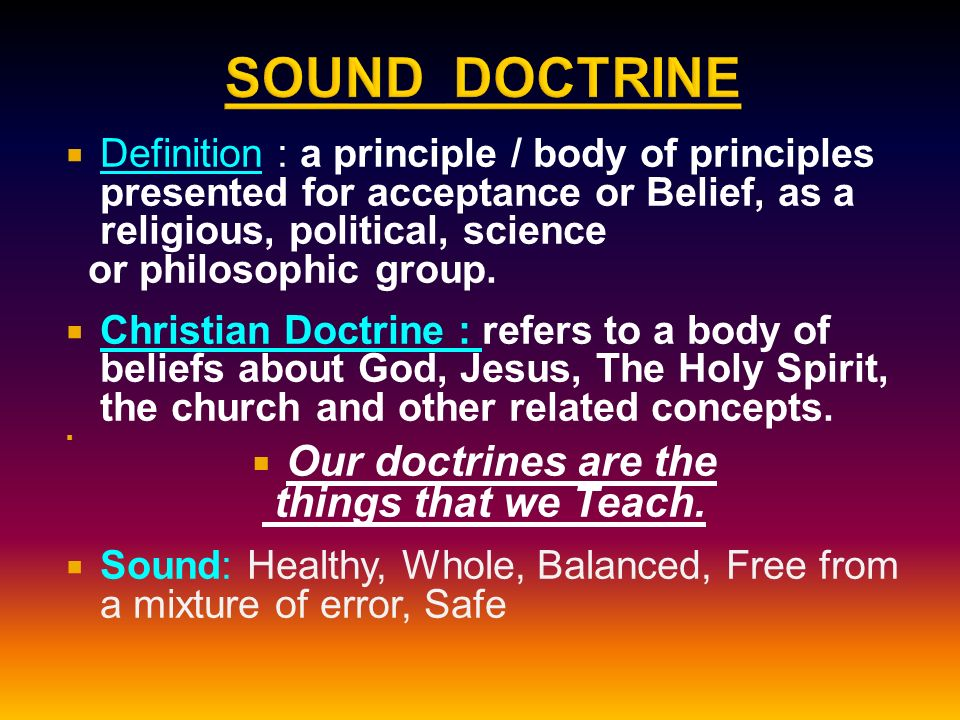 SOUND DOCTRINE
▪ Definition : a principle / body of principles
presented for acceptance or Belief, as a
religious, political, science
or philosophic group.
▪ Christian Doctrine : refers to a body of
beliefs about God, Jesus, The Holy Spirit,
the church and other related concepts.
▪
▪ Our doctrines are the
things that we Teach.
▪ Sound: Healthy, Whole, Balanced, Free from
a mixture of error, Safe